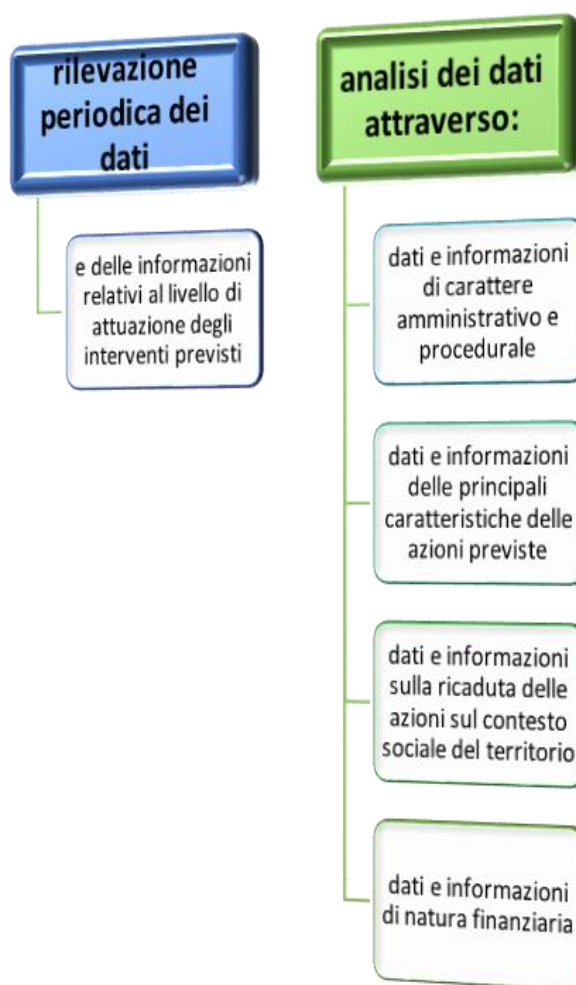 rilevazione
periodica dei
dati
e delle informazioni
relativi al livello di
attuazione degli
interventi previsti
analisi dei dati
attraverso:
dati e informazioni
di carattere
amministrativo e
procedurale
dati e informazioni
delle principali
caratteristiche delle
azioni previste
dati e informazioni
sulla ricaduta delle
azioni sul contesto
sociale del territorio
dati e informazioni
di natura finanziaria